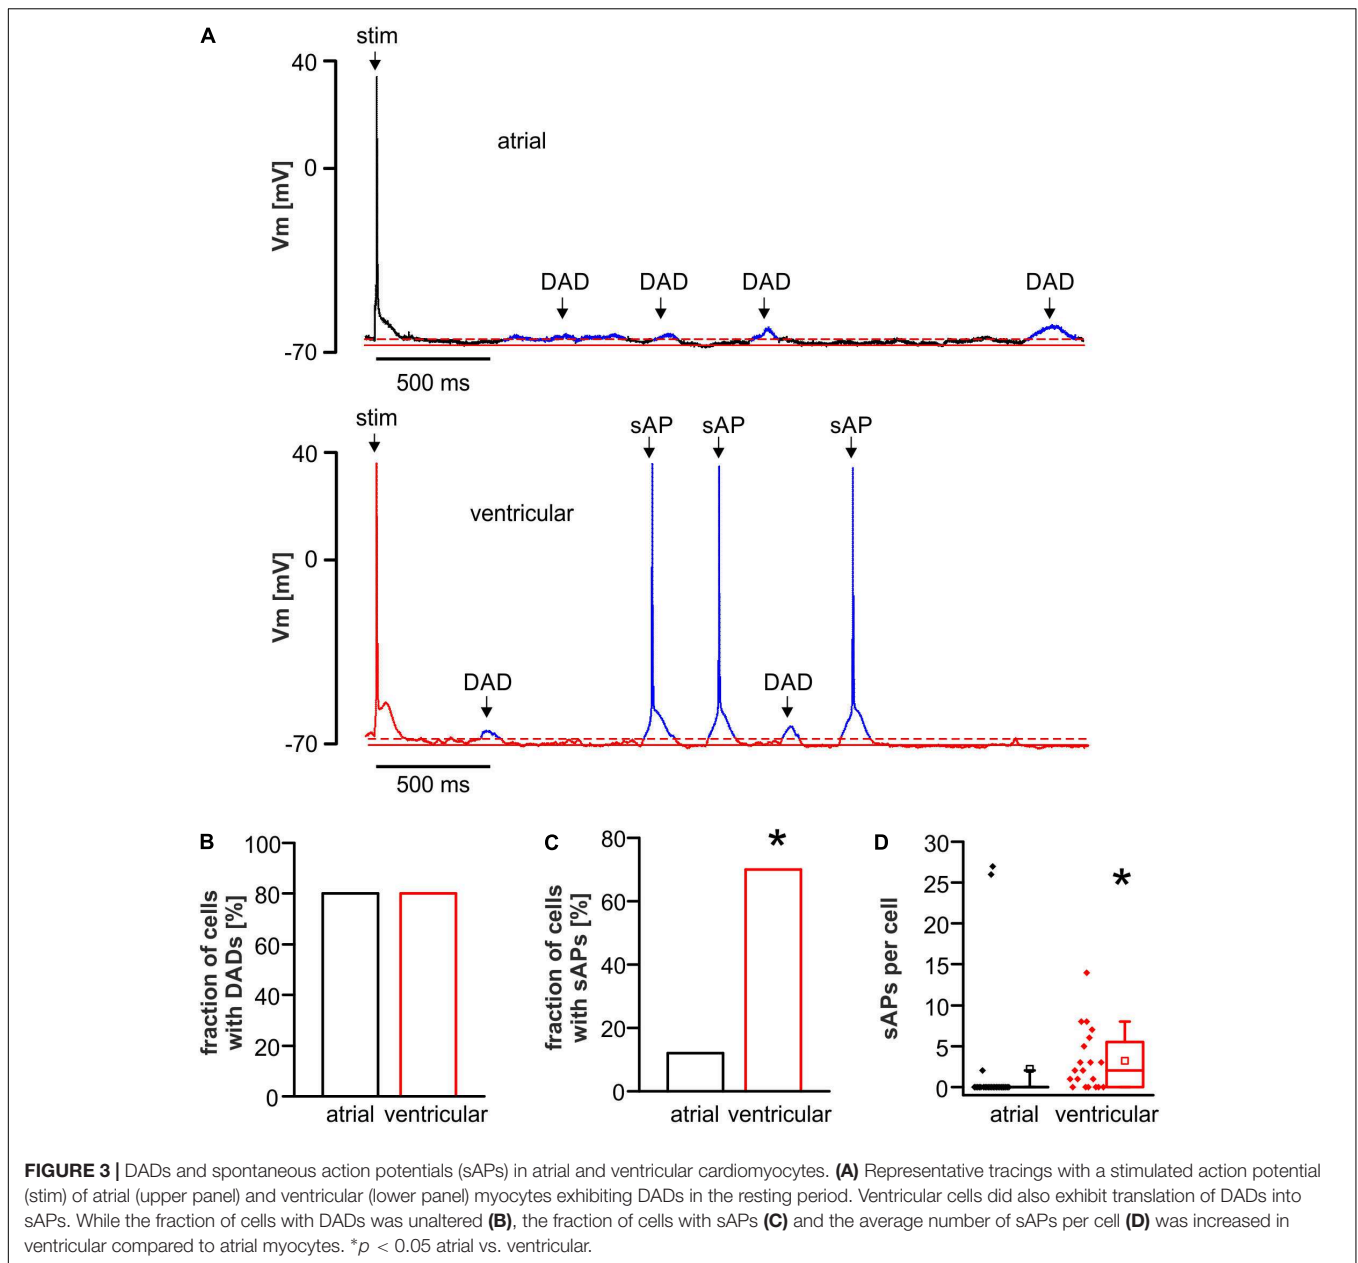 A
stim
40
atrial
0
Vm [mV]
DAD DAD DAD DAD
-70
500 ms
stim
sAP sAP sAP
40
ventricular
0
Vm [mV]
DAD DAD
-70
500 ms
B
100
80
60
40
20
0
fraction of cells
with DADs [%]
atrial ventricular
C
80
*
60
40
20
0
fraction of cells
with sAPs [%]
atrial ventricular
D
30
25
*
20
15
10
5
0
sAPs per cell
atrial ventricular
FIGURE 3 | DADs and spontaneous action potentials (sAPs) in atrial and ventricular cardiomyocytes. (A) Representative tracings with a stimulated action potential
(stim) of atrial (upper panel) and ventricular (lower panel) myocytes exhibiting DADs in the resting period. Ventricular cells did also exhibit translation of DADs into
sAPs. While the fraction of cells with DADs was unaltered (B), the fraction of cells with sAPs (C) and the average number of sAPs per cell (D) was increased in
ventricular compared to atrial myocytes. *p < 0.05 atrial vs. ventricular.